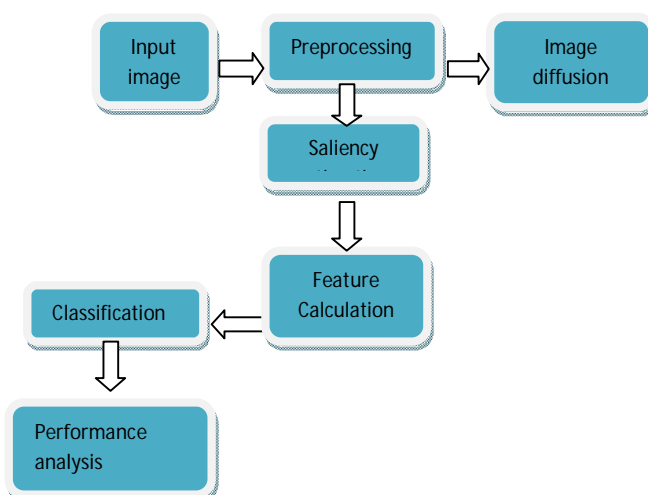 Input
image
Preprocessing
Image
diffusion
Saliency
Feature
Calculation
Classification
Performance
analysis